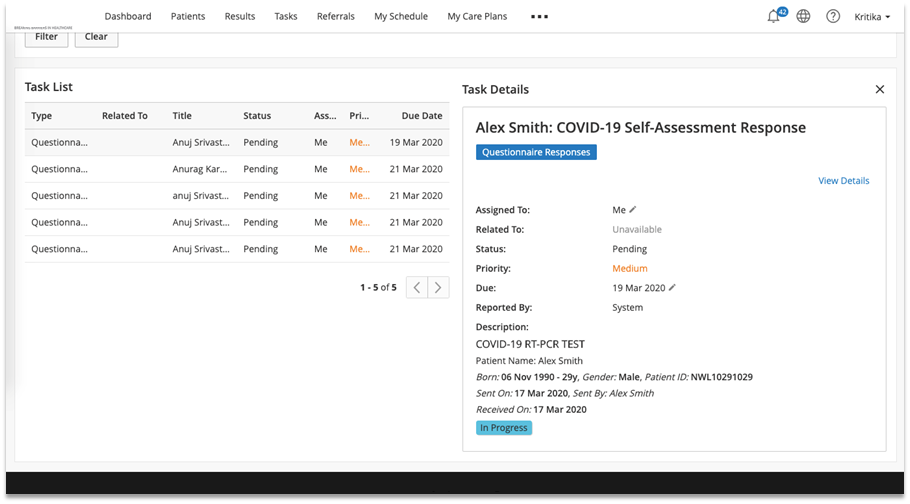 Dashboard Patients Results Tasks Referrals My Schedule My Care Plans ••• 42 Kritika
Filter Clear
Task List
Type Related To Title Status Ass... Pri... Due Date
Questionna... Anuj Srivast... Pending Me Me... 19 Mar 2020
Questionna... Anurag Kar... Pending Me Me... 21 Mar 2020
Questionna... anuj Srivast... Pending Me Me... 21 Mar 2020
Questionna... Anuj Srivast... Pending Me Me... 21 Mar 2020
Questionna... Anuj Srivast... Pending Me Me... 21 Mar 2020
1 - 5 of 5
Task Details
Alex Smith: COVID-19 Self-Assessment Response
Questionnaire Responses
View Details
Assigned To: Me
Related To: Unavailable
Status: Pending
Priority: Medium
Due: 19 Mar 2020
Reported By: System
Description:
COVID-19 RT-PCR TEST
Patient Name: Alex Smith
Born: 06 Nov 1990 - 29y, Gender: Male, Patient ID: NWL10291029
Sent On: 17 Mar 2020, Sent By: Alex Smith
Received On: 17 Mar 2020
In Progress